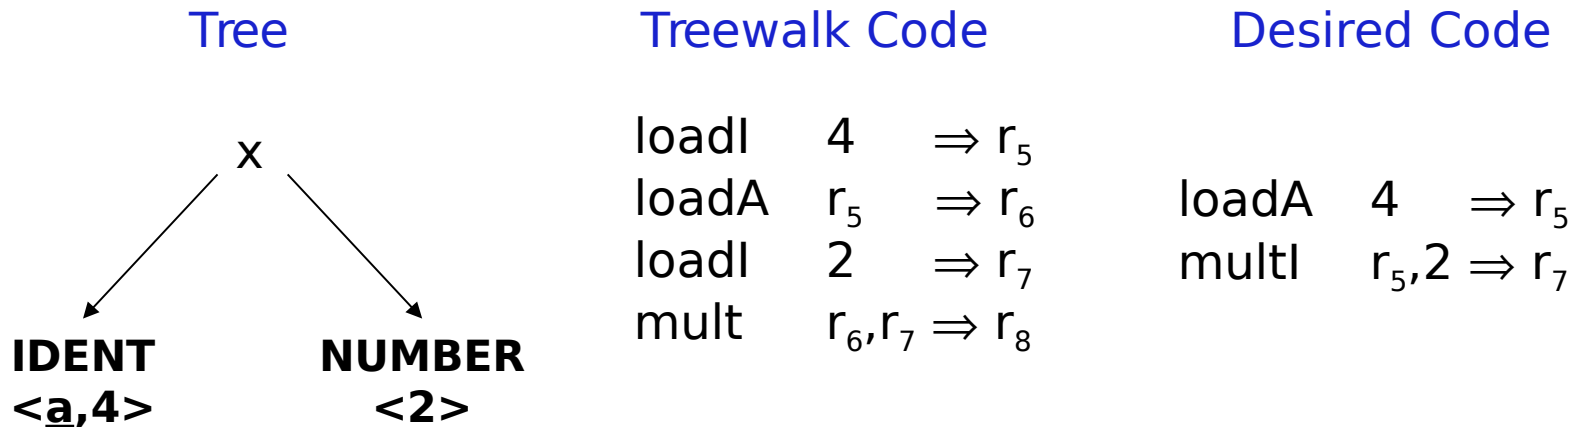 Tree
Treewalk Code
Desired Code
x
IDENT
<a,4>
NUMBER
<2>
loadI 4 ⇒ r5
loadA r5 ⇒ r6
loadI 2 ⇒ r7
mult r6,r7 ⇒ r8
loadA 4 ⇒ r5
multI r5,2 ⇒ r7